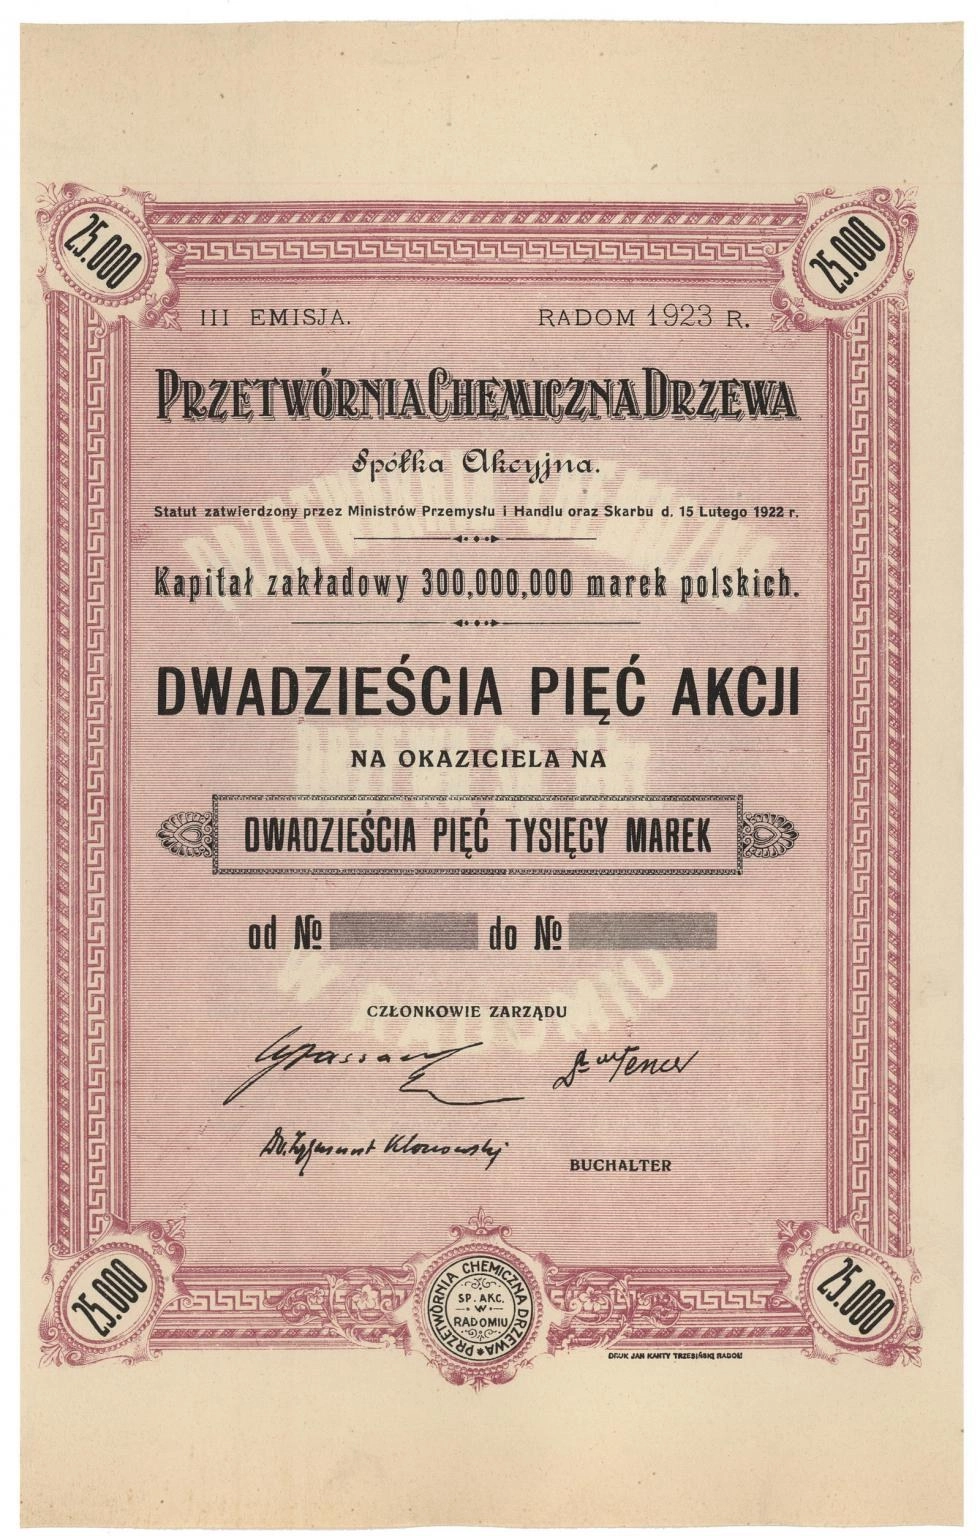 25.000
25.000
III EMISJA. RADOM 1923 R.
PRZETWÓRNIA CHEMICZNA DRZEWA
Spółka Akcyjna.
Statut zatwierdzony przez Ministrów Przemysłu i Handlu oraz Skarbu d. 15 Lutego 1922 r.
Kapitał zakładowy 300,000,000 marek polskich.
DWADZIEŚCIA PIĘĆ AKCJI
NA OKAZICIELA NA
DWADZIEŚCIA PIĘĆ TYSIĘCY MAREK
od № do №
W RADOMIU
CZŁONKOWIE ZARZĄDU
Dr. Zygmunt
BUCHALTER
25.000
PRZETWÓRNIA CHEMICZNA DRZEWA
SP. AKC.
W
RADOMIU
25.000
DRUK JAN KANTY TRZEBIŃSKI RADOM